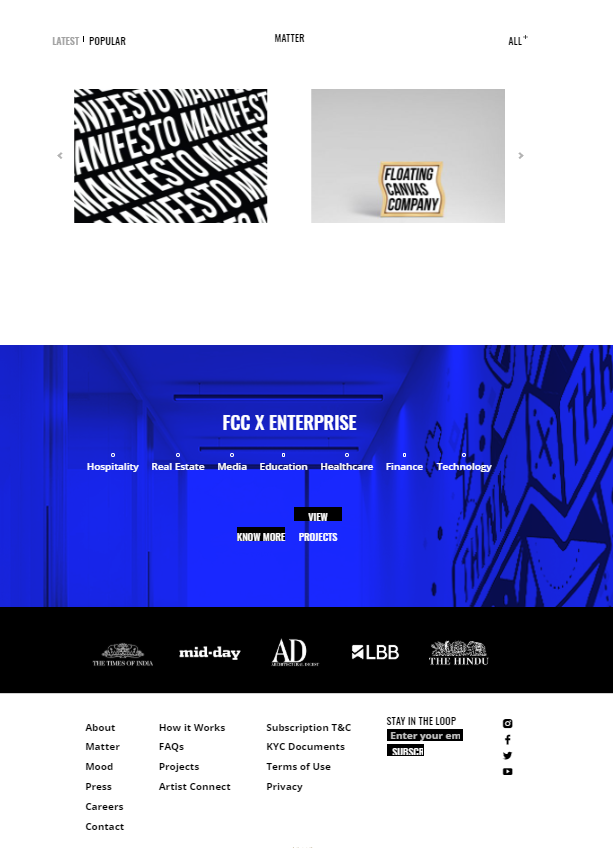 LATEST POPULAR MATTER ALL+
MANIFESTO MANIFEST
FLOATING
CANVAS
COMPANY
FCC X ENTERPRISE
Hospitality Real Estate Media Education Healthcare Finance Technology
VIEW
KNOW MORE PROJECTS
THINK
THE TIMES OF INDIA mid-day AD LBB THE HINDU
ARCHITECTURAL DIGEST
About How it Works Subscription T&C STAY IN THE LOOP
Matter FAQs KYC Documents Enter your em
Mood Projects Terms of Use SUBSCR
Press Artist Connect Privacy
Careers
Contact